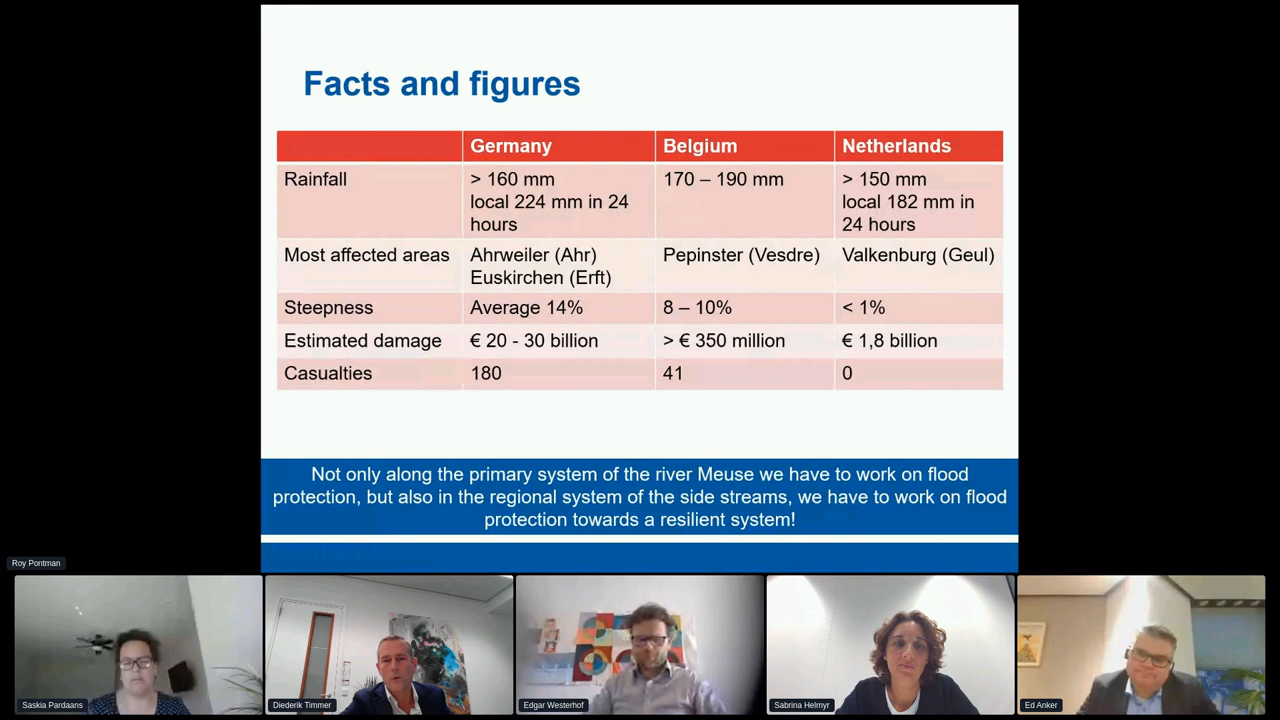 Facts and figures
Germany Belgium Netherlands
Rainfall > 160 mm 170 – 190 mm > 150 mm
local 224 mm in 24 local 182 mm in
hours 24 hours
Most affected areas Ahrweiler (Ahr) Pepinster (Vesdre) Valkenburg (Geul)
Euskirchen (Erft)
Steepness Average 14% 8 – 10% < 1%
Estimated damage € 20 - 30 billion > € 350 million € 1,8 billion
Casualties 180 41 0
Not only along the primary system of the river Meuse we have to work on flood
protection, but also in the regional system of the side streams, we have to work on flood
protection towards a resilient system!
Roy Pontman
Saskia Pardaans
Diederik Timmer
Edgar Westerhof
Sabrina Helmyr
Ed Anker